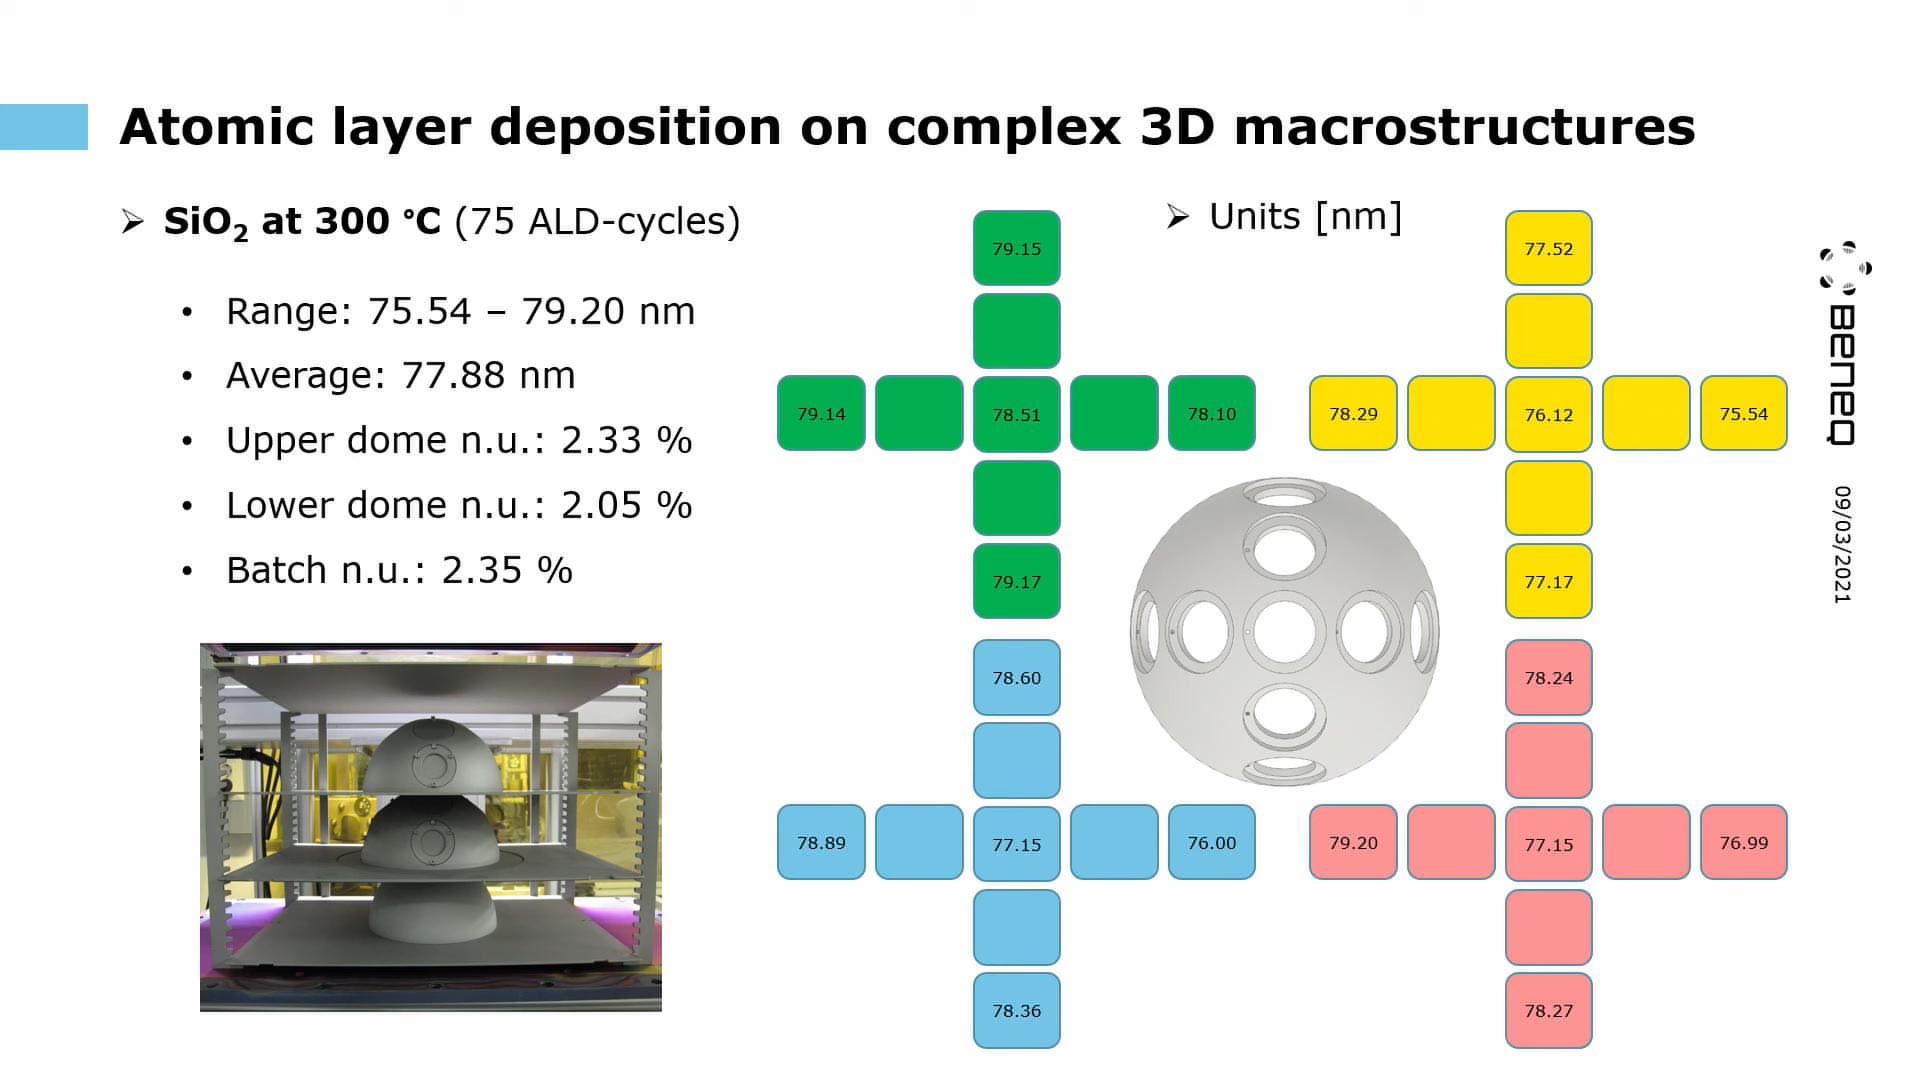 Atomic layer deposition on complex 3D macrostructures
➢ SiO₂ at 300 °C (75 ALD-cycles)
• Range: 75.54 – 79.20 nm
• Average: 77.88 nm
• Upper dome n.u.: 2.33 %
• Lower dome n.u.: 2.05 %
• Batch n.u.: 2.35 %
➢ Units [nm]
79.15
79.14 78.51 78.10
79.17
77.52
78.29 76.12 75.54
77.17
78.60
78.89 77.15 76.00
78.36
78.24
79.20 77.15 76.99
78.27
BENEQ
09/03/2021